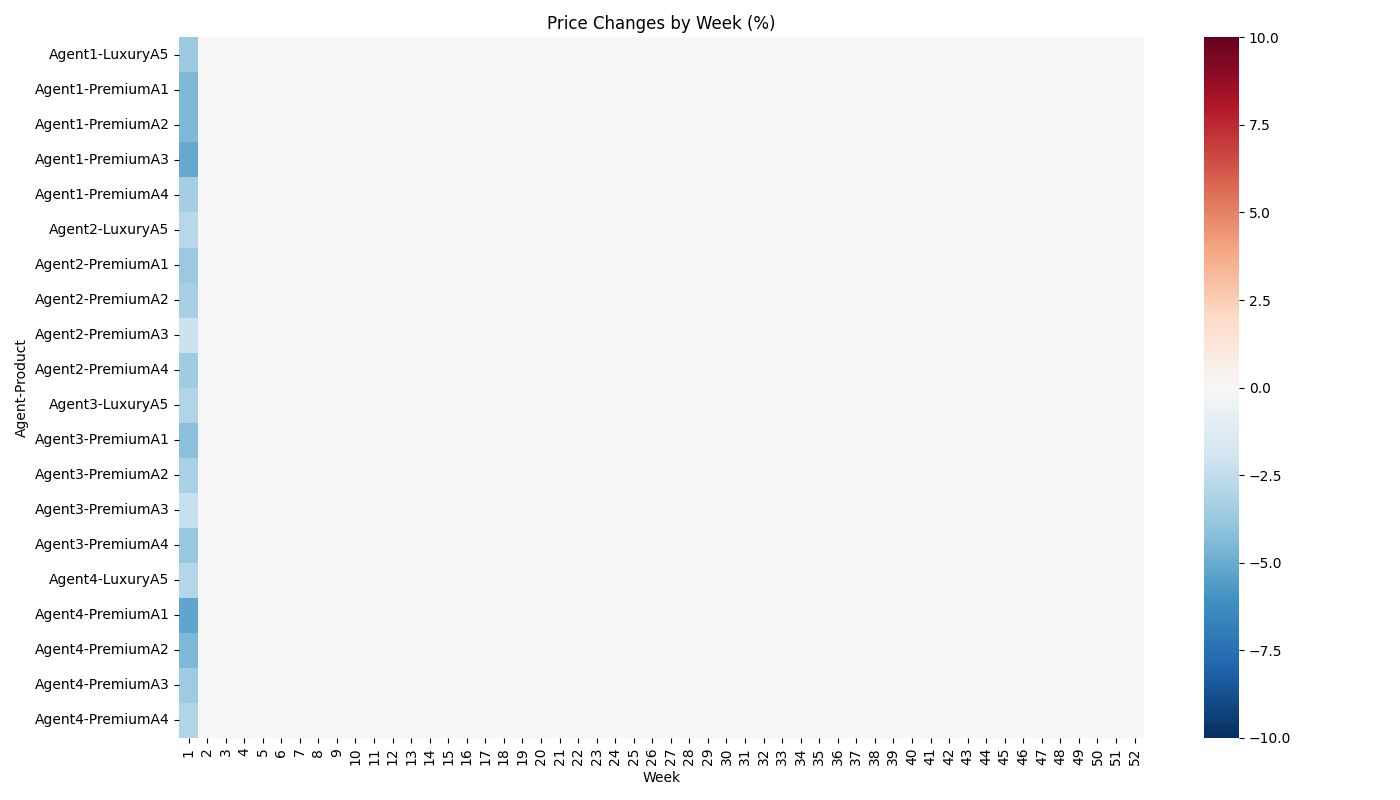 Price Changes by Week (%)
Agent-Product
Agent1-LuxuryA5
Agent1-PremiumA1
Agent1-PremiumA2
Agent1-PremiumA3
Agent1-PremiumA4
Agent2-LuxuryA5
Agent2-PremiumA1
Agent2-PremiumA2
Agent2-PremiumA3
Agent2-PremiumA4
Agent3-LuxuryA5
Agent3-PremiumA1
Agent3-PremiumA2
Agent3-PremiumA3
Agent3-PremiumA4
Agent4-LuxuryA5
Agent4-PremiumA1
Agent4-PremiumA2
Agent4-PremiumA3
Agent4-PremiumA4
1 2 3 4 5 6 7 8 9 10 11 12 13 14 15 16 17 18 19 20 21 22 23 24 25 26 27 28 29 30 31 32 33 34 35 36 37 38 39 40 41 42 43 44 45 46 47 48 49 50 51 52
Week
10.0
7.5
5.0
2.5
0.0
−2.5
−5.0
−7.5
−10.0